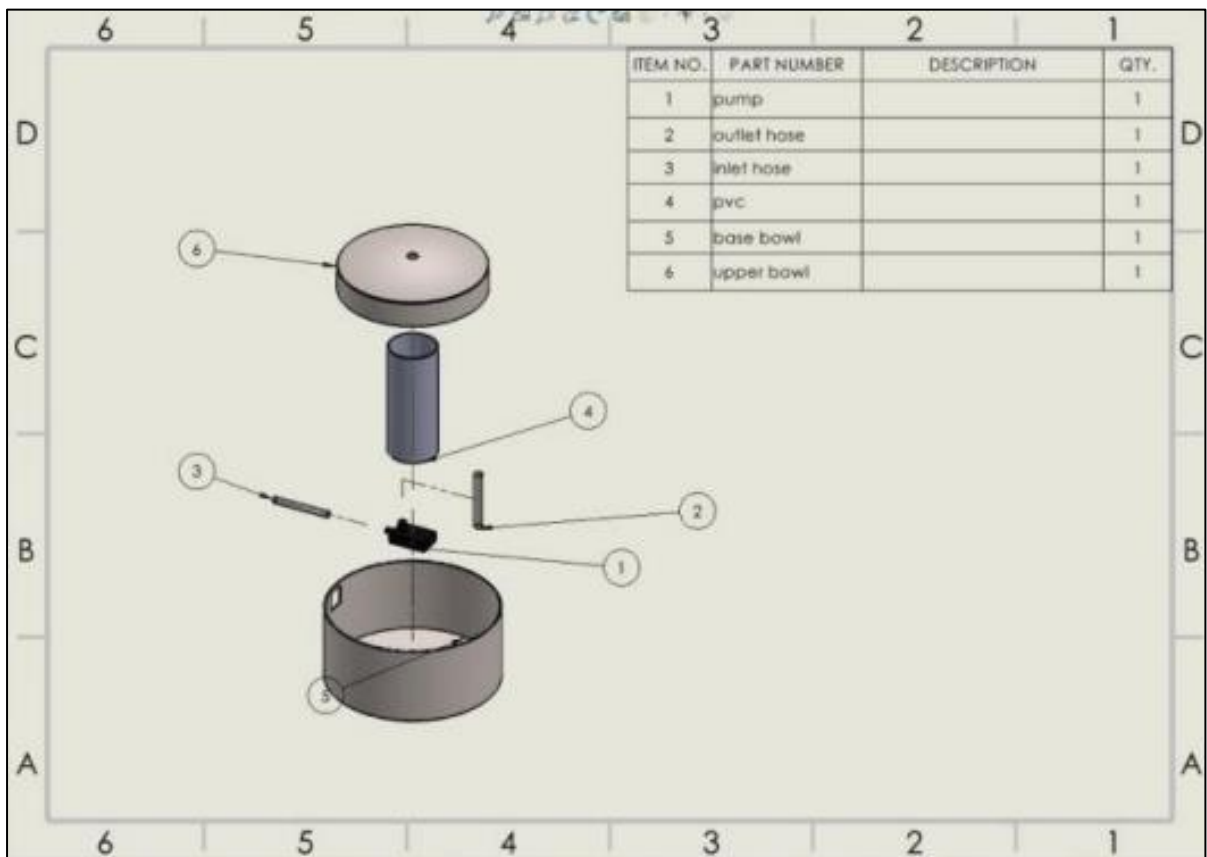 6 5 4 3 2 1
ITEM NO. PART NUMBER DESCRIPTION QTY.
1 pump 1
2 outlet hose 1
3 inlet hose 1
4 pvc 1
5 base bowl 1
6 upper bowl 1
D D
6
C C
4
3
2
B B
1
5
A A
6 5 4 3 2 1